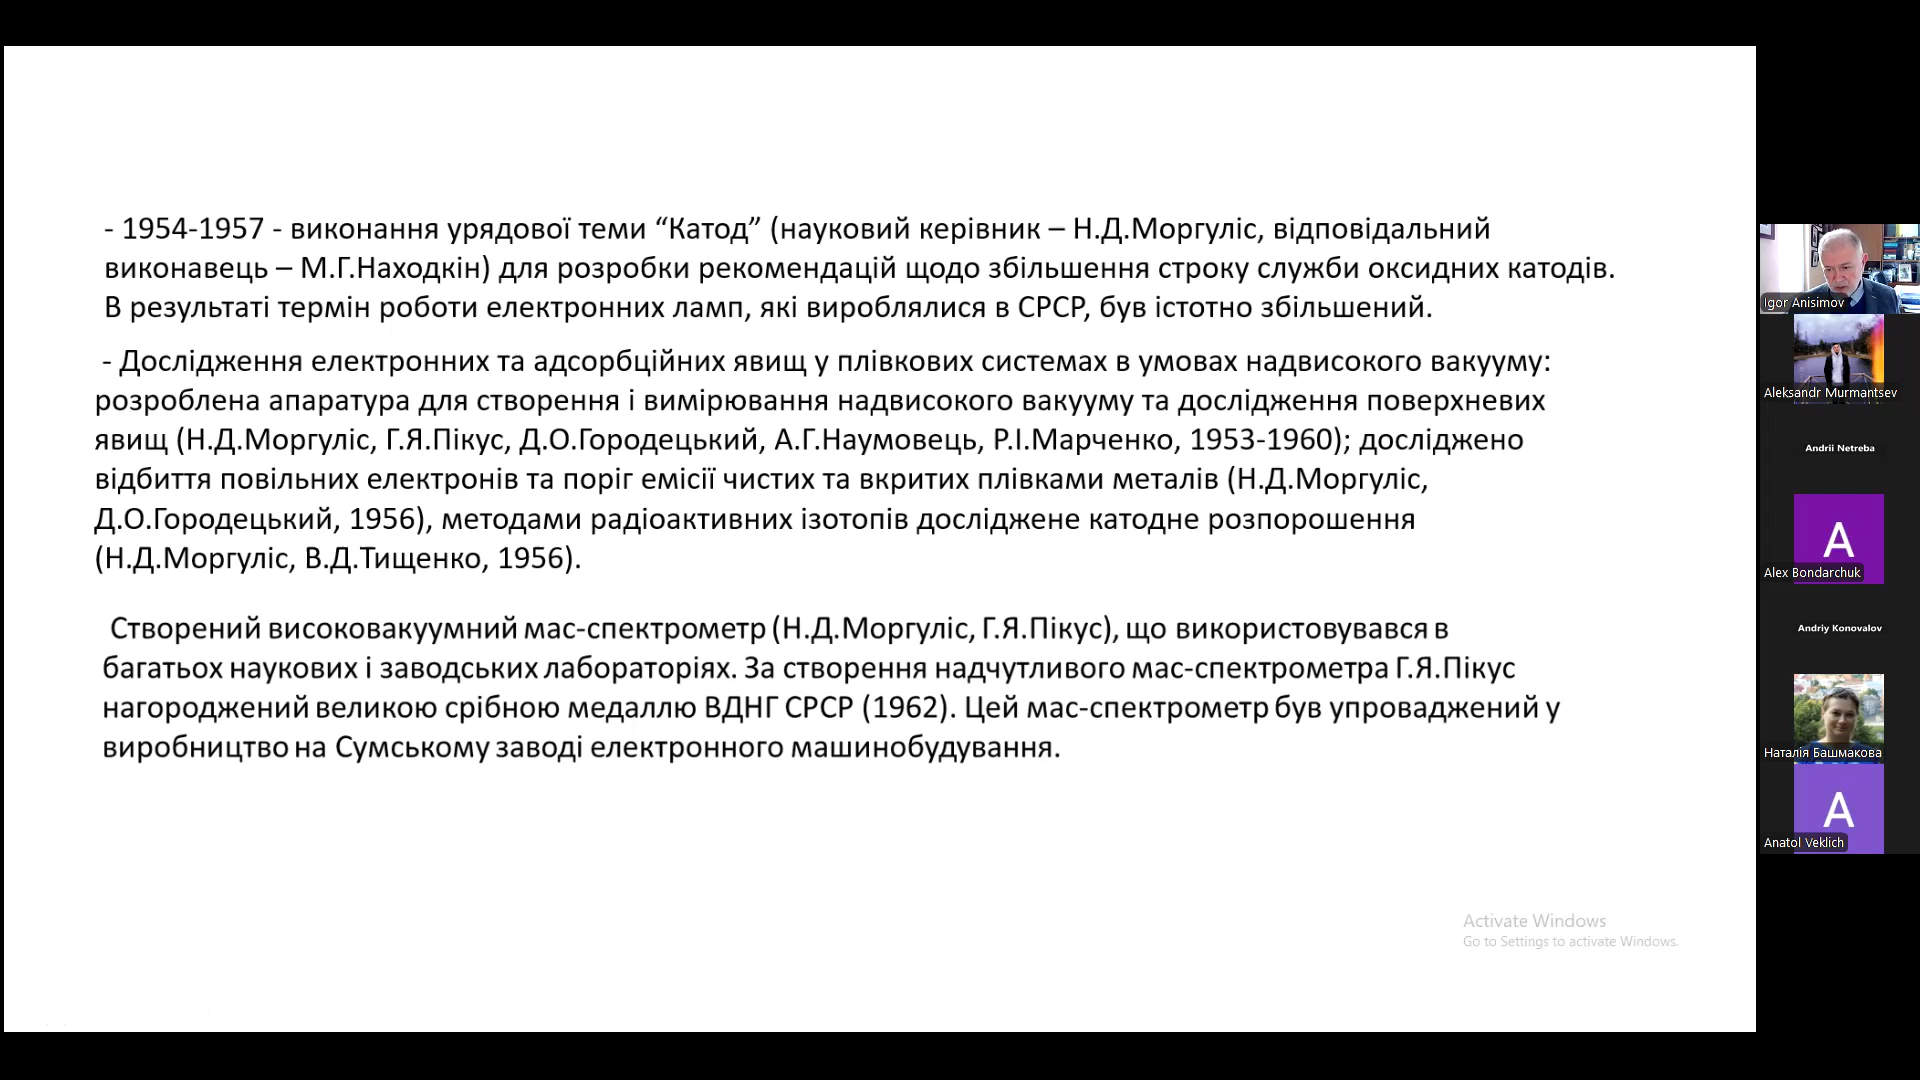 - 1954-1957 - виконання урядової теми “Катод” (науковий керівник – Н.Д.Моргуліс, відповідальний
виконавець – М.Г.Находкін) для розробки рекомендацій щодо збільшення строку служби оксидних катодів.
В результаті термін роботи електронних ламп, які вироблялися в СРСР, був істотно збільшений.
- Дослідження електронних та адсорбційних явищ у плівкових системах в умовах надвисокого вакууму:
розроблена апаратура для створення і вимірювання надвисокого вакууму та дослідження поверхневих
явищ (Н.Д.Моргуліс, Г.Я.Пікус, Д.О.Городецький, А.Г.Наумовець, Р.І.Марченко, 1953-1960); досліджено
відбиття повільних електронів та поріг емісії чистих та вкритих плівками металів (Н.Д.Моргуліс,
Д.О.Городецький, 1956), методами радіоактивних ізотопів досліджене катодне розпорошення
(Н.Д.Моргуліс, В.Д.Тищенко, 1956).
Створений високовакуумний мас-спектрометр (Н.Д.Моргуліс, Г.Я.Пікус), що використовувався в
багатьох наукових і заводських лабораторіях. За створення надчутливого мас-спектрометра Г.Я.Пікус
нагороджений великою срібною медаллю ВДНГ СРСР (1962). Цей мас-спектрометр був упроваджений у
виробництво на Сумському заводі електронного машинобудування.
Activate Windows
Go to Settings to activate Windows.
Igor Anisimov
Aleksandr Murmantsev
Andrii Netreba
A
Alex Bondarchuk
Andriy Konovalov
Наталія Башмакова
A
Anatol Veklich